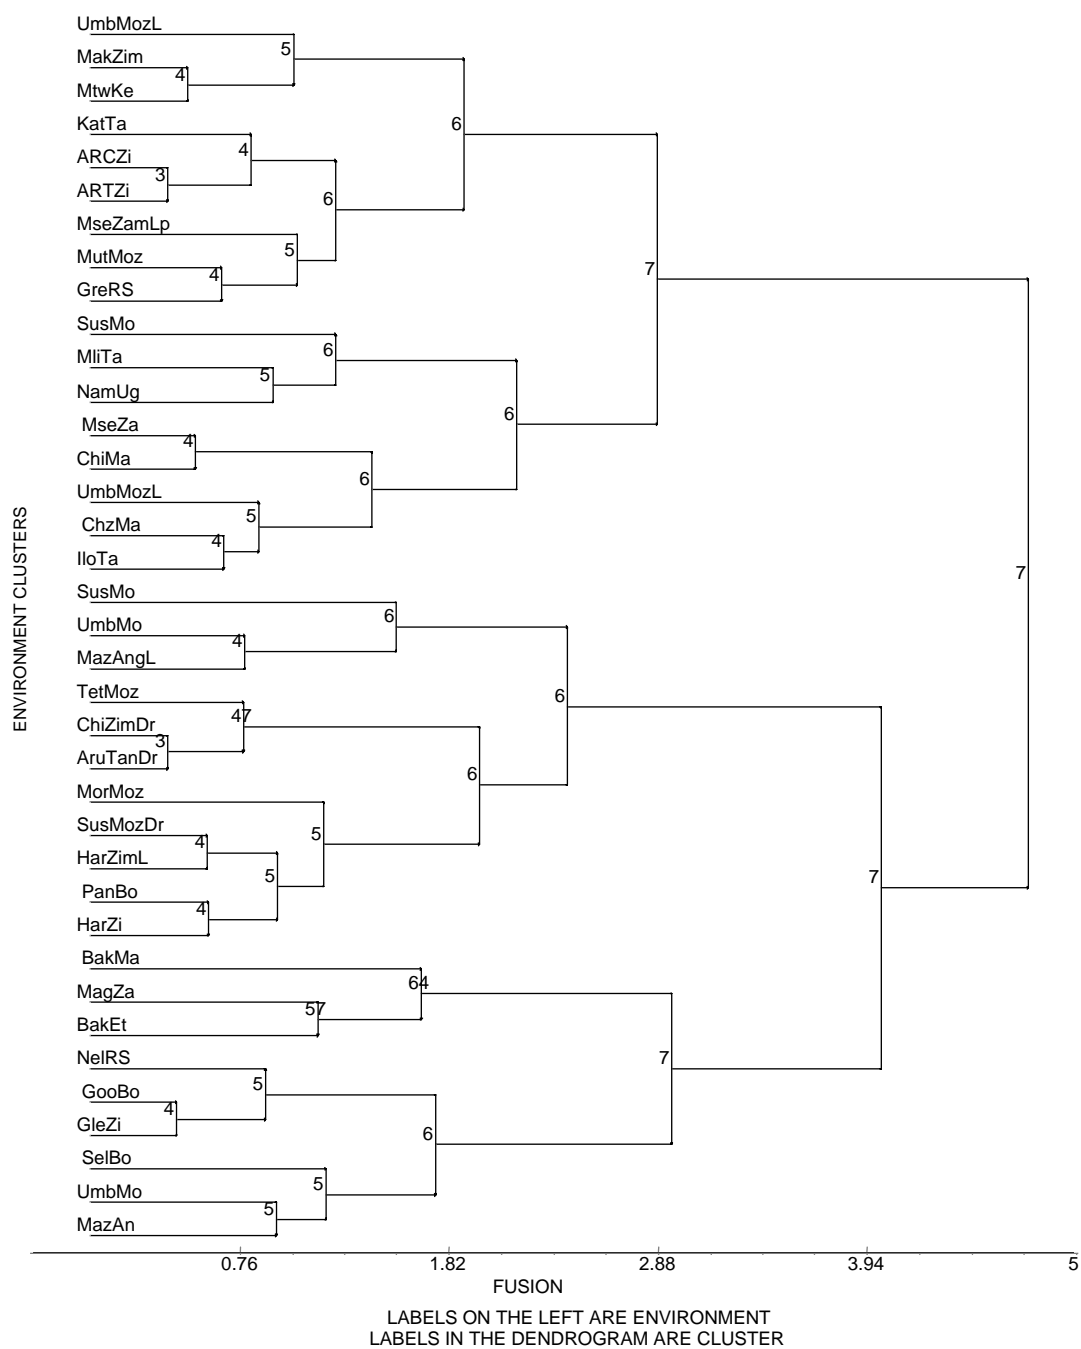 UmbMozL
5
MakZim
4
MtwKe
6
KatTa
4
ARCZi
3
ARTZi
6
MseZamLp
5
MutMoz
4
GreRS
7
SusMo
6
MliTa
5
NamUg
6
MseZa
4
ChiMa
6
UmbMozL
5
ChzMa
4
IloTa
7
SusMo
6
UmbMo
4
MazAngL
6
TetMoz
47
ChiZimDr
3
AruTanDr
6
MorMoz
5
SusMozDr
4
HarZimL
5
PanBo
4
HarZi
7
BakMa
64
MagZa
57
BakEt
7
NelRS
5
GooBo
4
GleZi
6
SelBo
5
UmbMo
5
MazAn
ENVIRONMENT CLUSTERS
0.76 1.82 2.88 3.94 5
FUSION
LABELS ON THE LEFT ARE ENVIRONMENT
LABELS IN THE DENDROGRAM ARE CLUSTER